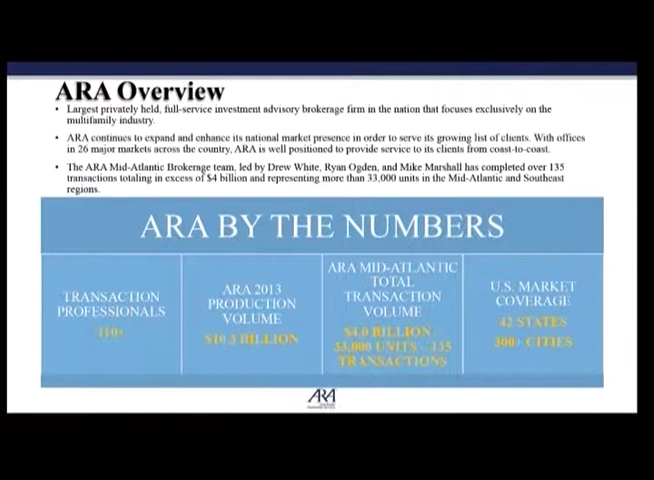 ARA Overview
• Largest privately held, full-service investment advisory brokerage firm in the nation that focuses exclusively on the
multifamily industry.
• ARA continues to expand and enhance its national market presence in order to serve its growing list of clients. With offices
in 26 major markets across the country, ARA is well positioned to provide service to its clients from coast-to-coast.
• The ARA Mid-Atlantic Brokerage team, led by Drew White, Ryan Ogden, and Mike Marshall has completed over 135
transactions totaling in excess of $4 billion and representing more than 33,000 units in the Mid-Atlantic and Southeast
regions.
ARA BY THE NUMBERS
TRANSACTION
PROFESSIONALS
110+
ARA 2013
PRODUCTION
VOLUME
BILLION
ARA MID-ATLANTIC
TOTAL
TRANSACTION
VOLUME
$4.0 BILLION
33,000 UNITS - 135
TRANSACTIONS
U.S. MARKET
COVERAGE
42 STATES
300+ CITIES
ARA